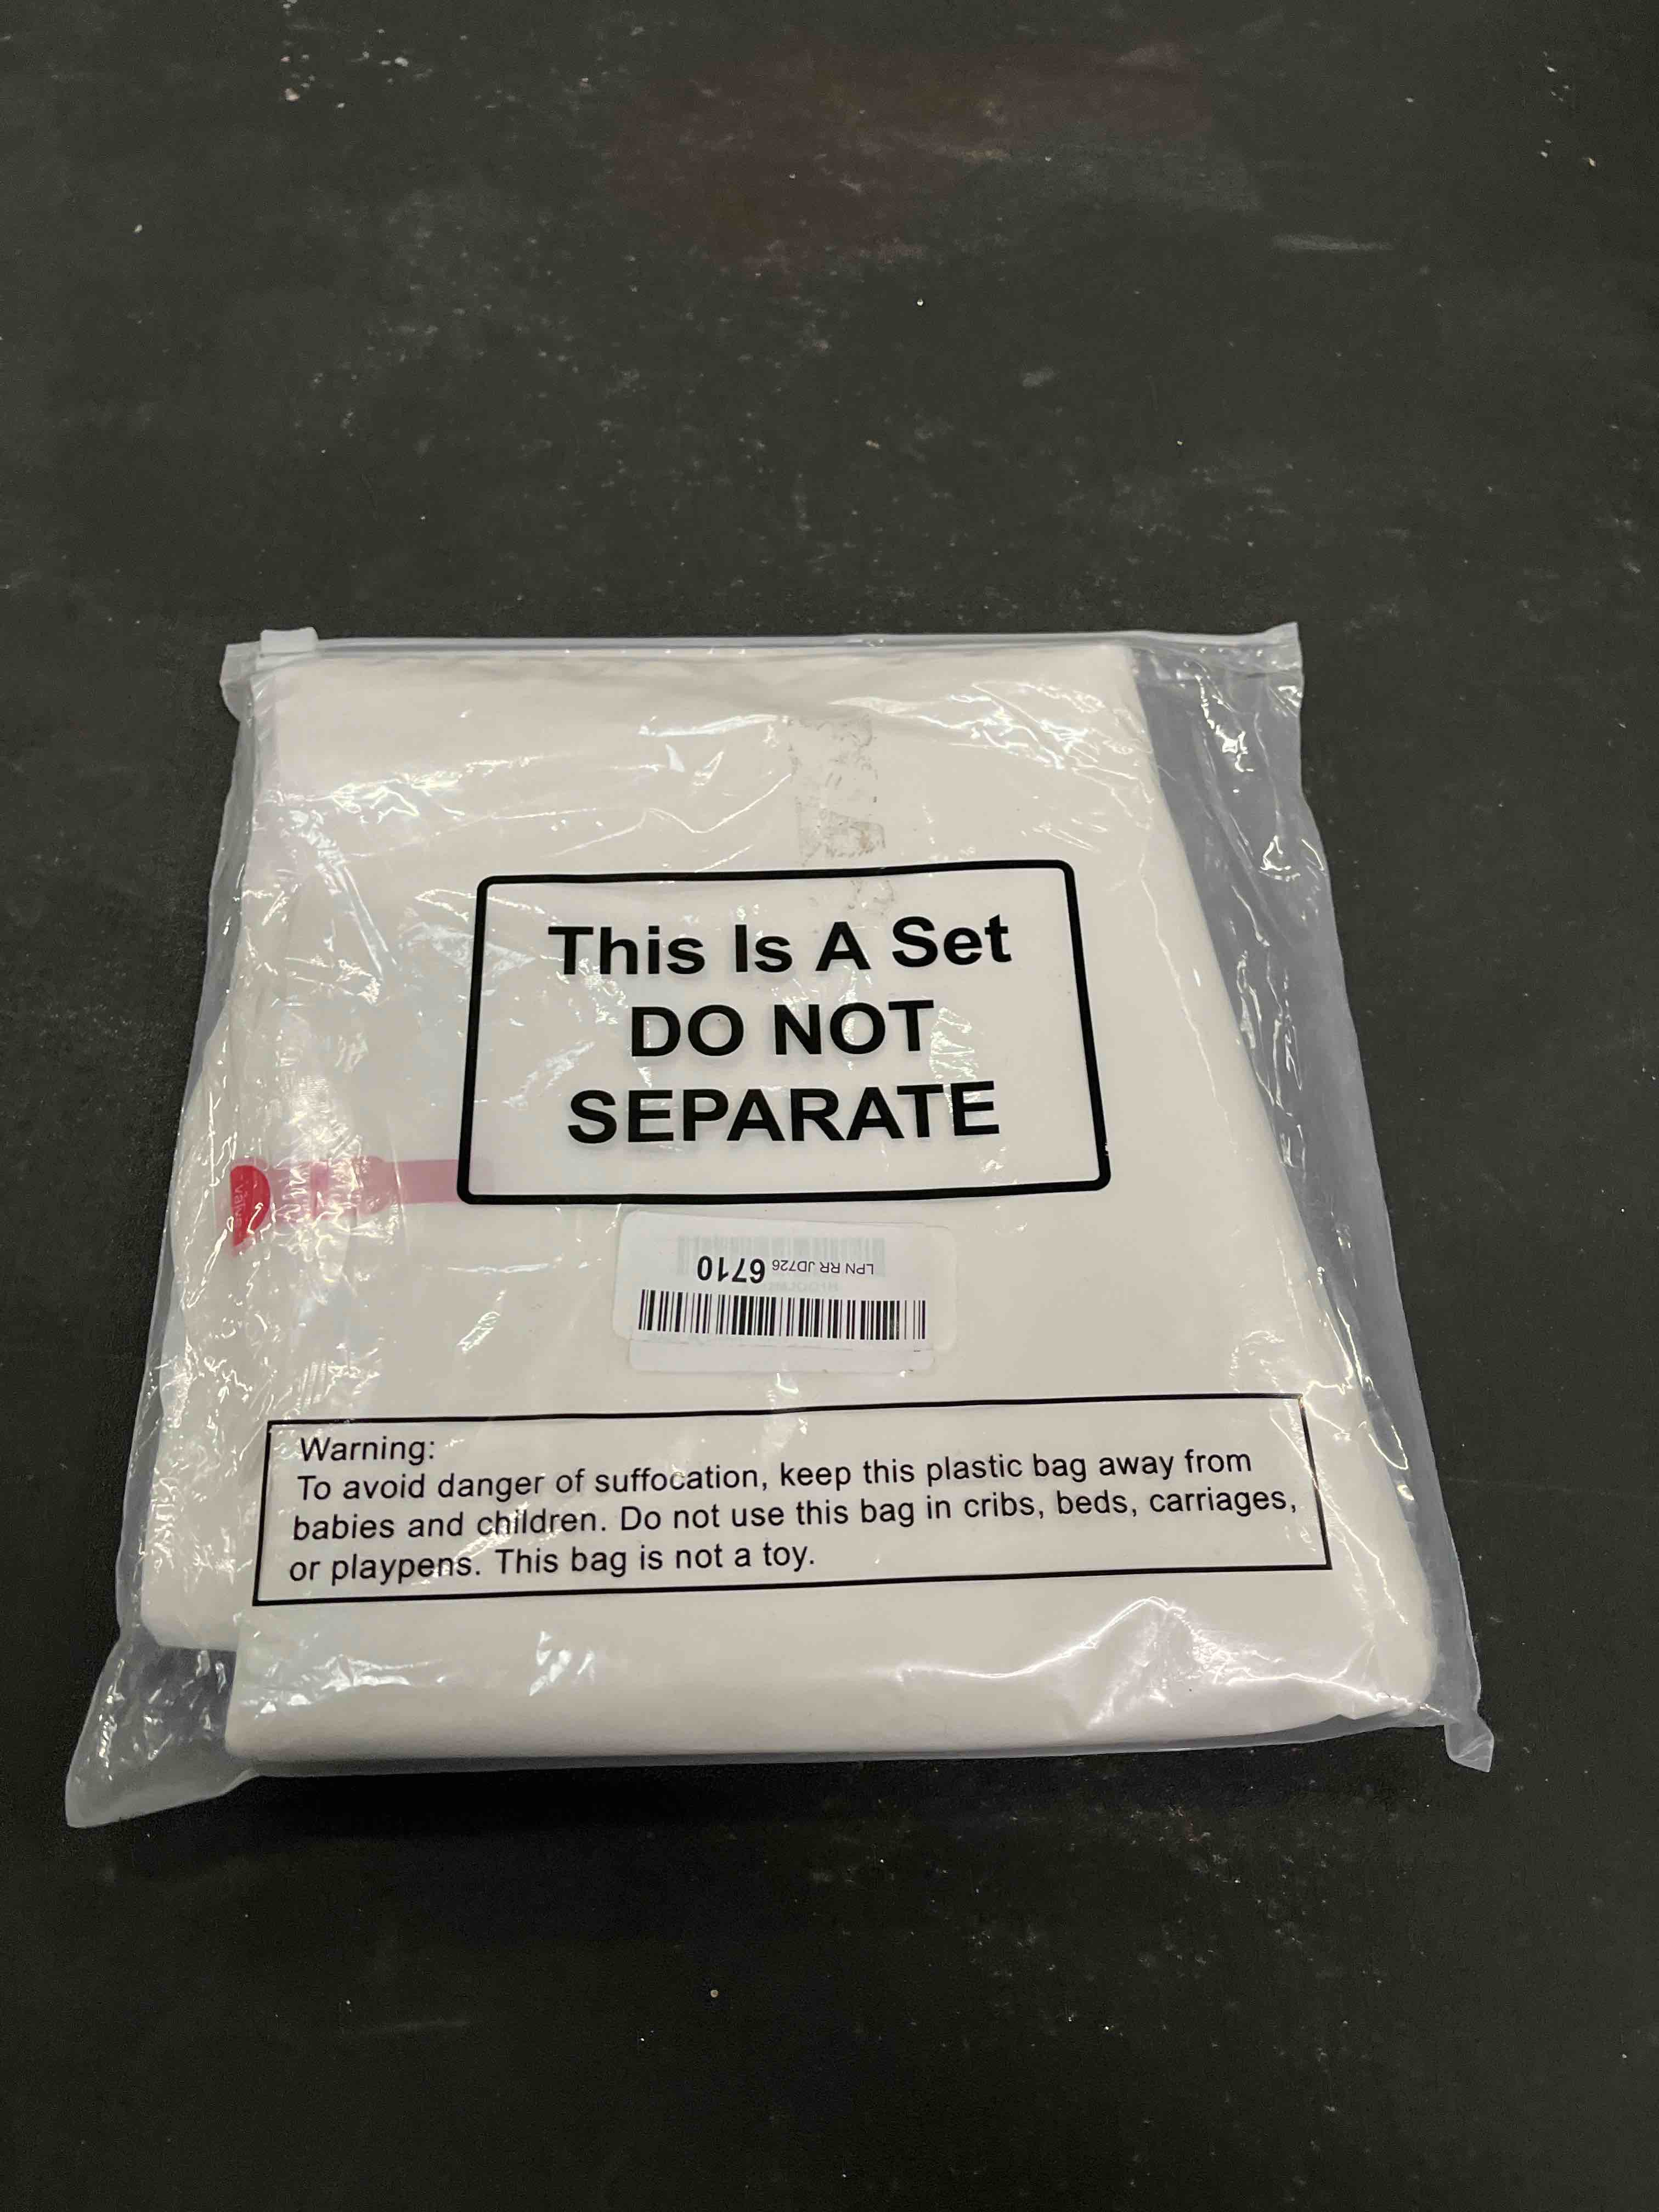 This Is A Set
DO NOT
SEPARATE
LPN RR JD726 6710
Warning:
To avoid danger of suffocation, keep this plastic bag away from
babies and children. Do not use this bag in cribs, beds, carriages,
or playpens. This bag is not a toy.